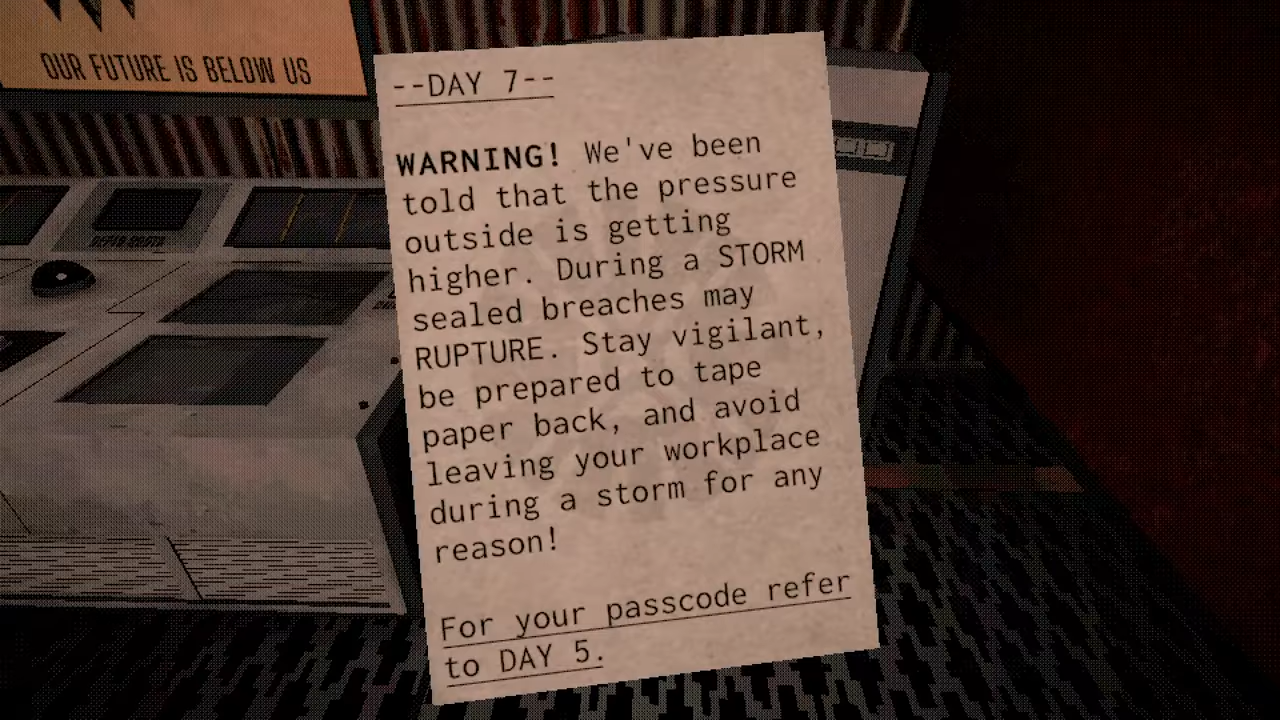 OUR FUTURE IS BELOW US
--DAY 7--
WARNING! We've been
told that the pressure
outside is getting
higher. During a STORM
sealed breaches may
RUPTURE. Stay vigilant,
be prepared to tape
paper back, and avoid
leaving your workplace
during a storm for any
reason!
For your passcode refer
to DAY 5.